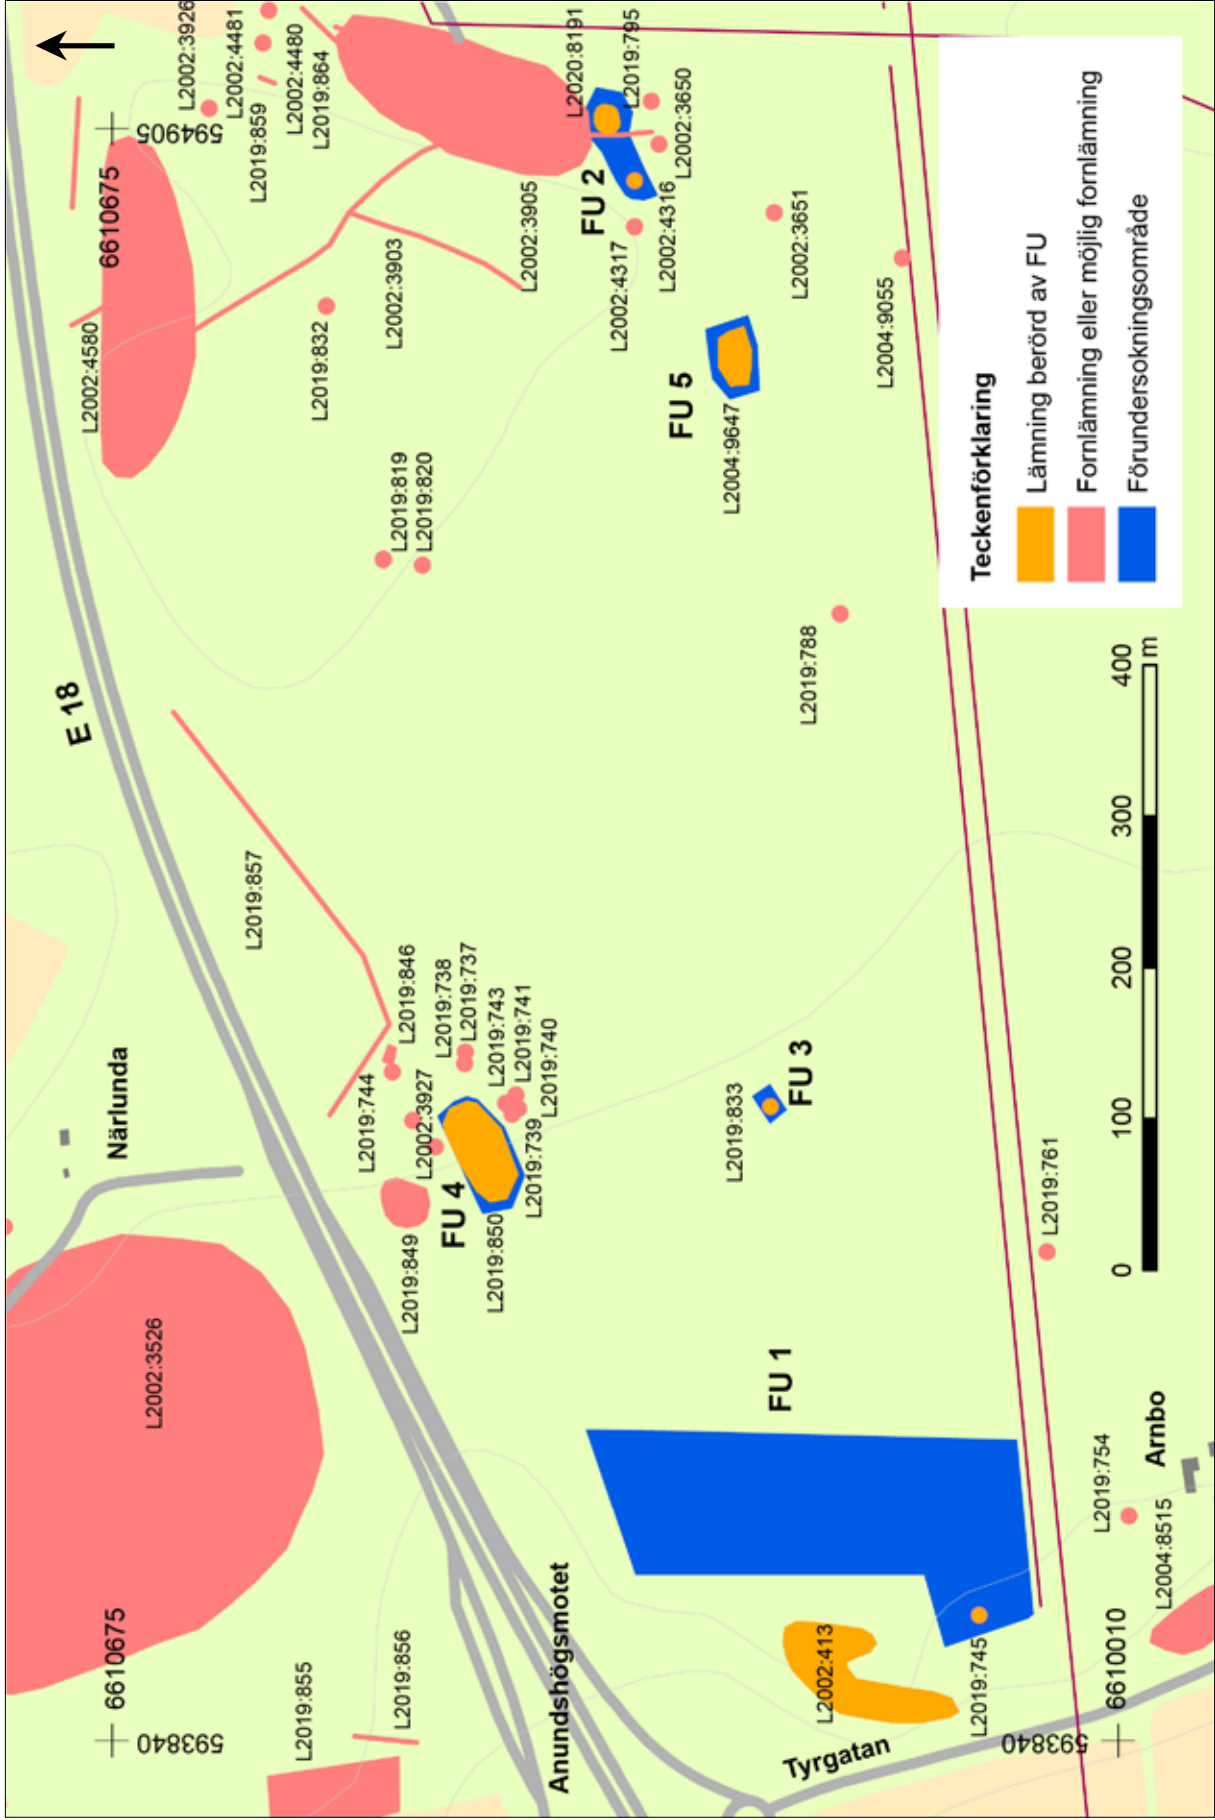 E 18
Närlunda
Anundshögsmotet
Tyrgatan
Arnbo
6610675
593840
6610675
594905
6610010
593840
L2002:3526
L2019:855
L2019:856
L2019:857
L2019:846
L2019:744
L2002:3927
L2019:738
L2019:737
L2019:743
L2019:741
L2019:740
L2019:739
L2019:849
FU 4
L2019:850
L2002:4580
L2019:832
L2002:3903
L2002:3905
L2019:819
L2019:820
L2002:3926
L2002:4481
L2019:859
L2002:4480
L2019:864
L2020:8191
L2019:795
L2002:3650
FU 2
L2002:4316
L2002:4317
L2002:3651
FU 5
L2004:9647
L2004:9055
L2019:788
L2019:833
FU 3
FU 1
L2002:413
L2019:745
L2019:761
L2019:754
L2004:8515
0 100 200 300 400
m
Teckenförklaring
Lämning berörd av FU
Fornlämning eller möjlig fornlämning
Förundersokningsområde